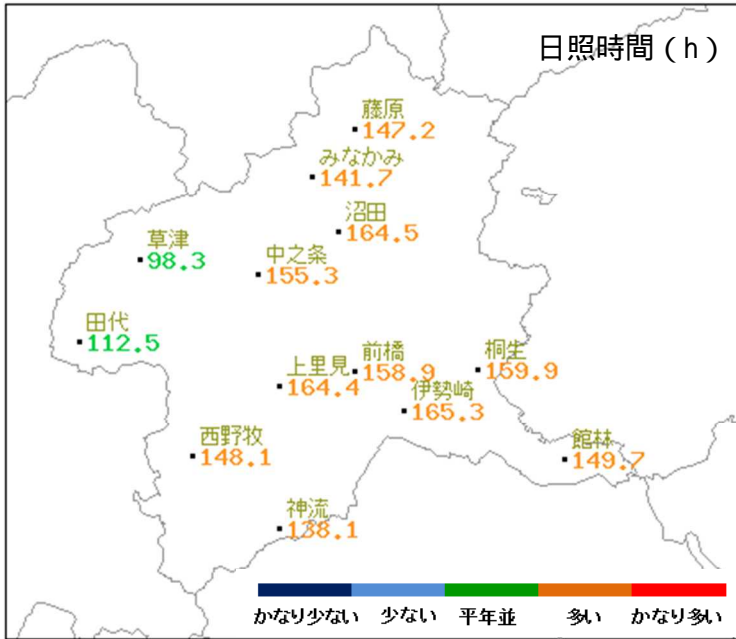 日照時間（h）
藤原
147.2
みなかみ
141.7
沼田
164.5
草津
98.3
中之条
155.3
田代
112.5
上里見
164.4
前橋
158.9
桐生
159.9
伊勢崎
165.3
西野牧
148.1
館林
149.7
神流
138.1
かなり少ない 少ない 平年並 多い かなり多い